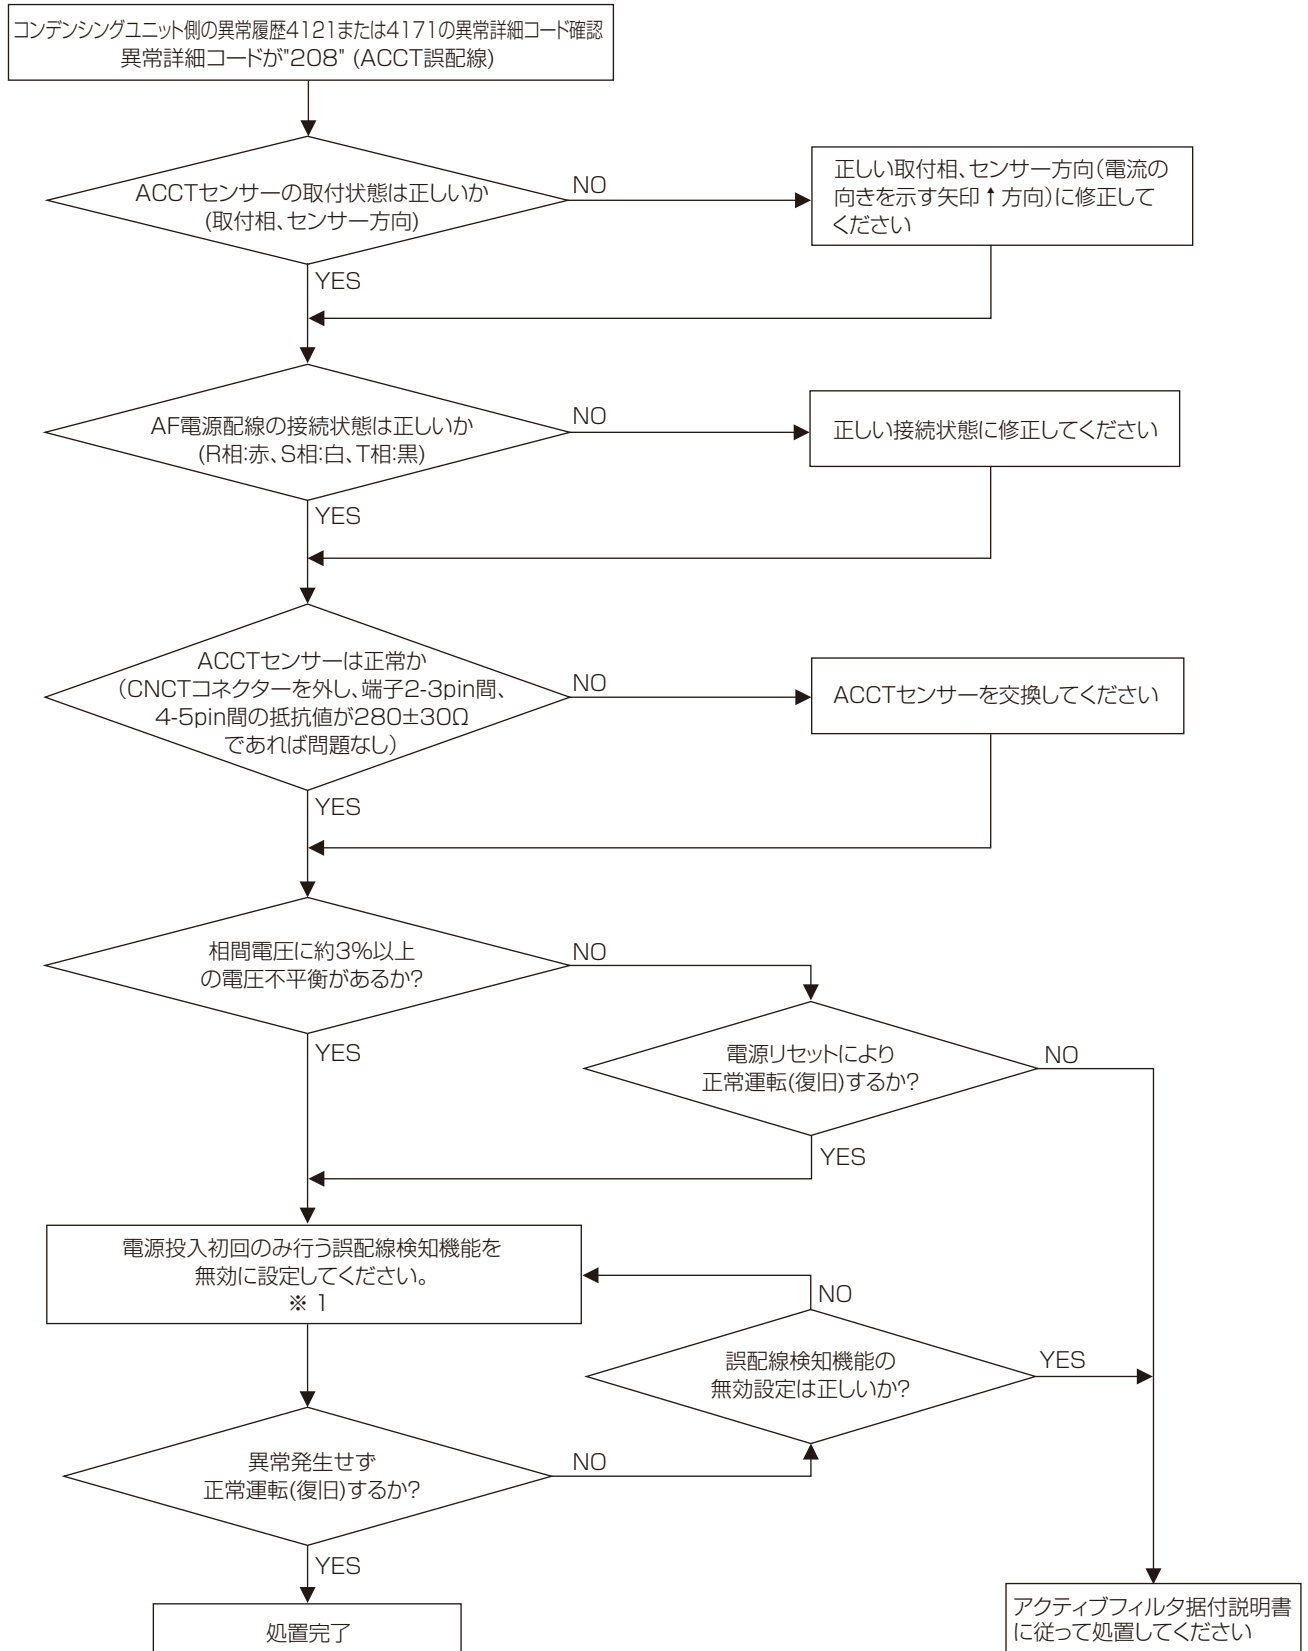 コンデンシングユニット側の異常履歴4121または4171の異常詳細コード確認
異常詳細コードが"208" (ACCT誤配線)
ACCTセンサーの取付状態は正しいか
(取付相、センサー方向)
NO
正しい取付相、センサー方向(電流の
向きを示す矢印↑方向)に修正して
ください
YES
AF電源配線の接続状態は正しいか
(R相:赤、S相:白、T相:黒)
NO
正しい接続状態に修正してください
YES
ACCTセンサーは正常か
(CNCTコネクターを外し、端子2-3pin間、
4-5pin間の抵抗値が280±30Ω
であれば問題なし)
NO
ACCTセンサーを交換してください
YES
相間電圧に約3%以上
の電圧不平衡があるか?
NO
YES
電源リセットにより
正常運転(復旧)するか?
NO
YES
電源投入初回のみ行う誤配線検知機能を
無効に設定してください。
※ 1
NO
誤配線検知機能の
無効設定は正しいか?
YES
異常発生せず
正常運転(復旧)するか?
NO
YES
処置完了
アクティブフィルタ据付説明書
に従って処置してください